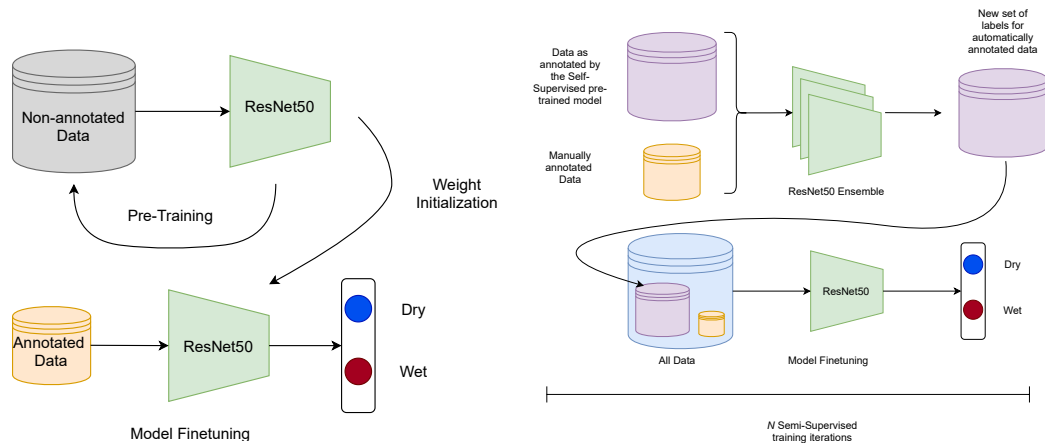 Non-annotated
Data
ResNet50
Pre-Training
Weight
Initialization
Annotated
Data
ResNet50
Dry
Wet
Model Finetuning
Data as
annotated by
the Self-
Supervised pre-
trained model
Manually
annotated
Data
ResNet50 Ensemble
New set of
labels for
automatically
annotated data
All Data
ResNet50
Model Finetuning
Dry
Wet
N Semi-Supervised
training iterations